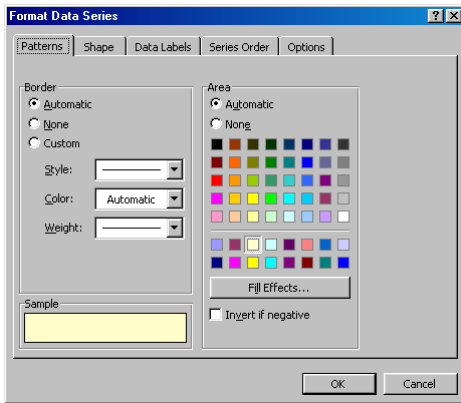 Format Data Series
Patterns Shape Data Labels Series Order Options
Border
Automatic
None
Custom
Style:
Color: Automatic
Weight:
Sample
Area
Automatic
None
Fill Effects...
Invert if negative
OK Cancel